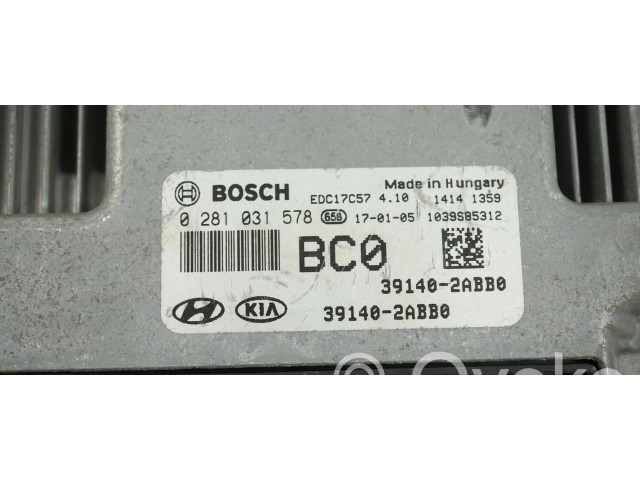 BOSCH EDC17C57 4.10 Made in Hungary 1414 1359
0 281 031 578 656 17-01-05 1039S85312
BC0
39140-2ABB0
KIA 39140-2ABB0